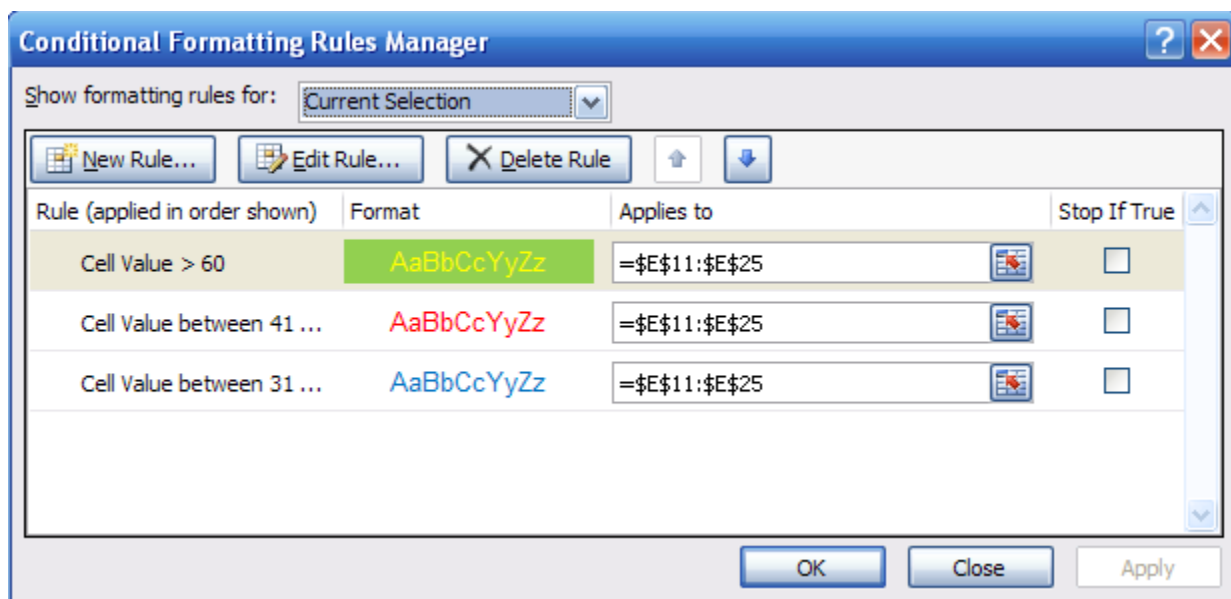 Conditional Formatting Rules Manager
Show formatting rules for: Current Selection
New Rule... Edit Rule... Delete Rule
Rule (applied in order shown) Format Applies to Stop If True
Cell Value > 60 AaBbCcYyZz =$E$11:$E$25
Cell Value between 41 ... AaBbCcYyZz =$E$11:$E$25
Cell Value between 31 ... AaBbCcYyZz =$E$11:$E$25
OK Close Apply